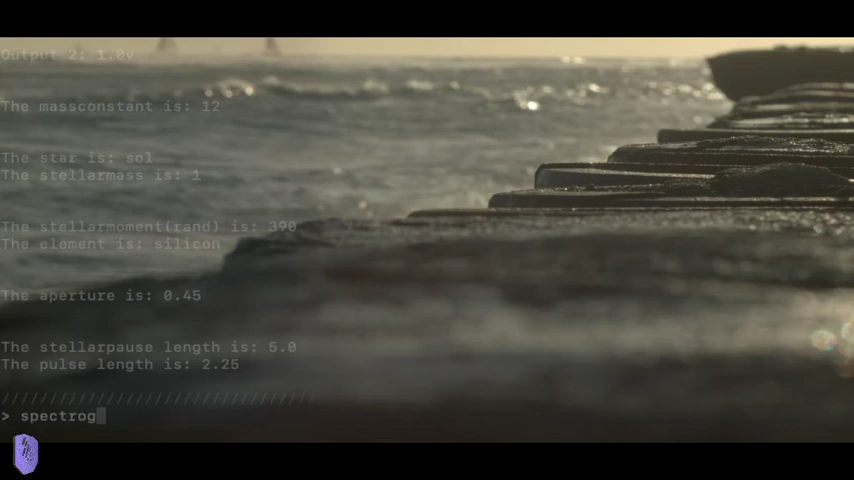 Output 2: 1.0v
The massconstant is: 12
The star is: sol
The stellarmass is: 1
The stellarmoment(rand) is: 390
The element is: silicon
The aperture is: 0.45
The stellarpause length is: 5.0
The pulse length is: 2.25
////////////////////////////////
> spectrog